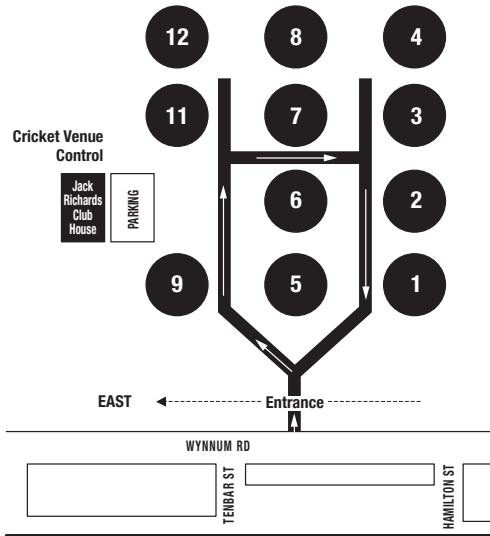 12
8
4
11
7
3
Cricket Venue
Control
Jack
Richards
Club
House
PARKING
6
2
9
5
1
EAST
Entrance
WYNNUM RD
TENBAR ST
HAMILTON ST